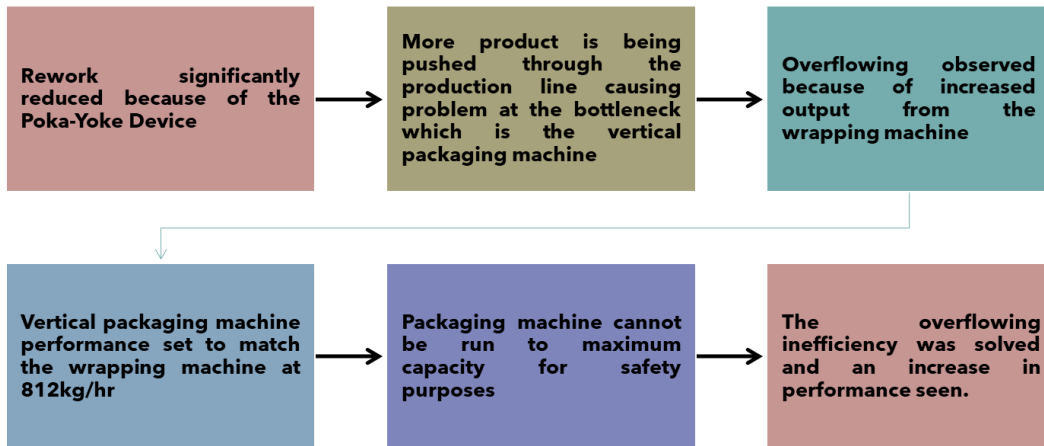 Rework significantly
reduced because of the
Poka-Yoke Device
More product is being
pushed through the
production line causing
problem at the bottleneck
which is the vertical
packaging machine
Overflowing observed
because of increased
output from the
wrapping machine
Vertical packaging machine
performance set to match
the wrapping machine at
812kg/hr
Packaging machine cannot
be run to maximum
capacity for safety
purposes
The overflowing
inefficiency was solved
and an increase in
performance seen.